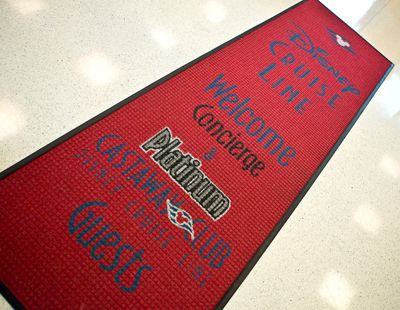 Disney
CRUISE
LINE
Welcome
Concierge
&
Platinum
CASTAWAY CLUB
DISNEY CRUISE LINE
Guests